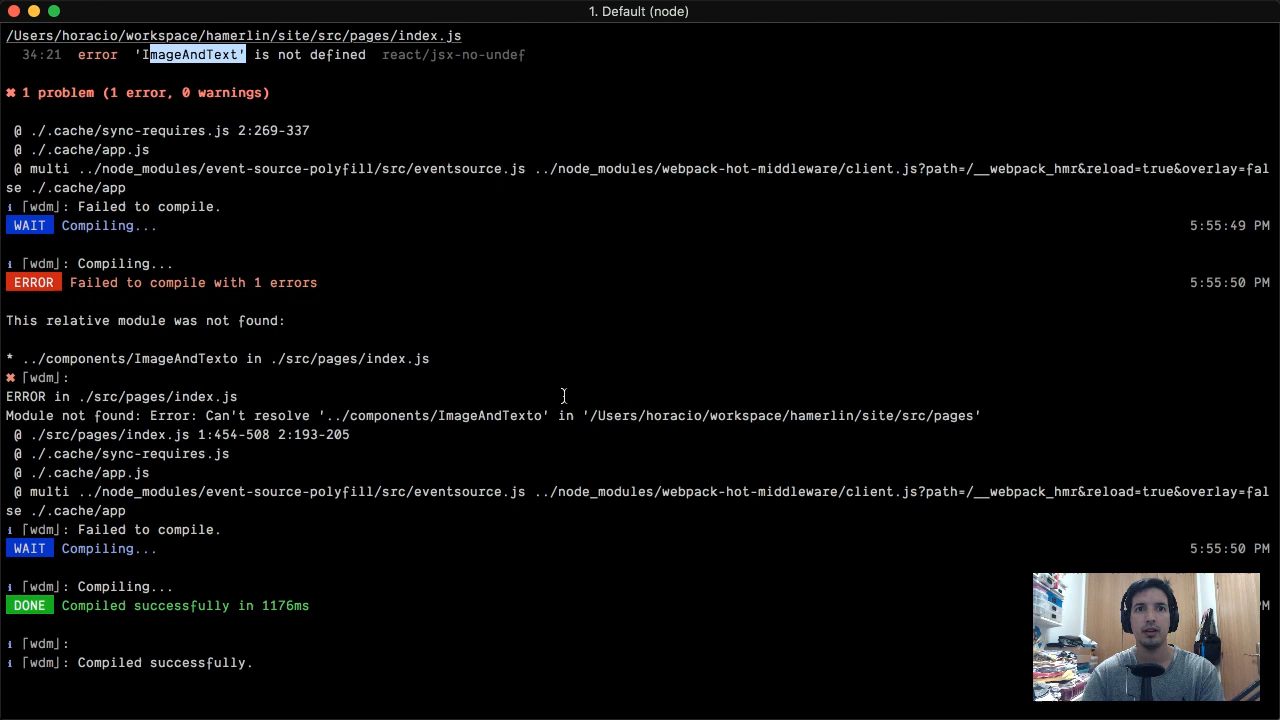 1. Default (node)
/Users/horacio/workspace/hamerlin/site/src/pages/index.js
34:21 error 'ImageAndText' is not defined react/jsx-no-undef
✖ 1 problem (1 error, 0 warnings)
@ ./.cache/sync-requires.js 2:269-337
@ ./.cache/app.js
@ multi ../node_modules/event-source-polyfill/src/eventsource.js ../node_modules/webpack-hot-middleware/client.js?path=/__webpack_hmr&reload=true&overlay=fal
se ./.cache/app
ℹ ｢wdm｣: Failed to compile.
WAIT Compiling... 5:55:49 PM
ℹ ｢wdm｣: Compiling...
ERROR Failed to compile with 1 errors 5:55:50 PM
This relative module was not found:
* ../components/ImageAndTexto in ./src/pages/index.js
✖ ｢wdm｣:
ERROR in ./src/pages/index.js
Module not found: Error: Can't resolve '../components/ImageAndTexto' in '/Users/horacio/workspace/hamerlin/site/src/pages'
@ ./src/pages/index.js 1:454-508 2:193-205
@ ./.cache/sync-requires.js
@ ./.cache/app.js
@ multi ../node_modules/event-source-polyfill/src/eventsource.js ../node_modules/webpack-hot-middleware/client.js?path=/__webpack_hmr&reload=true&overlay=fal
se ./.cache/app
ℹ ｢wdm｣: Failed to compile.
WAIT Compiling... 5:55:50 PM
ℹ ｢wdm｣: Compiling...
DONE Compiled successfully in 1176ms
ℹ ｢wdm｣:
ℹ ｢wdm｣: Compiled successfully.